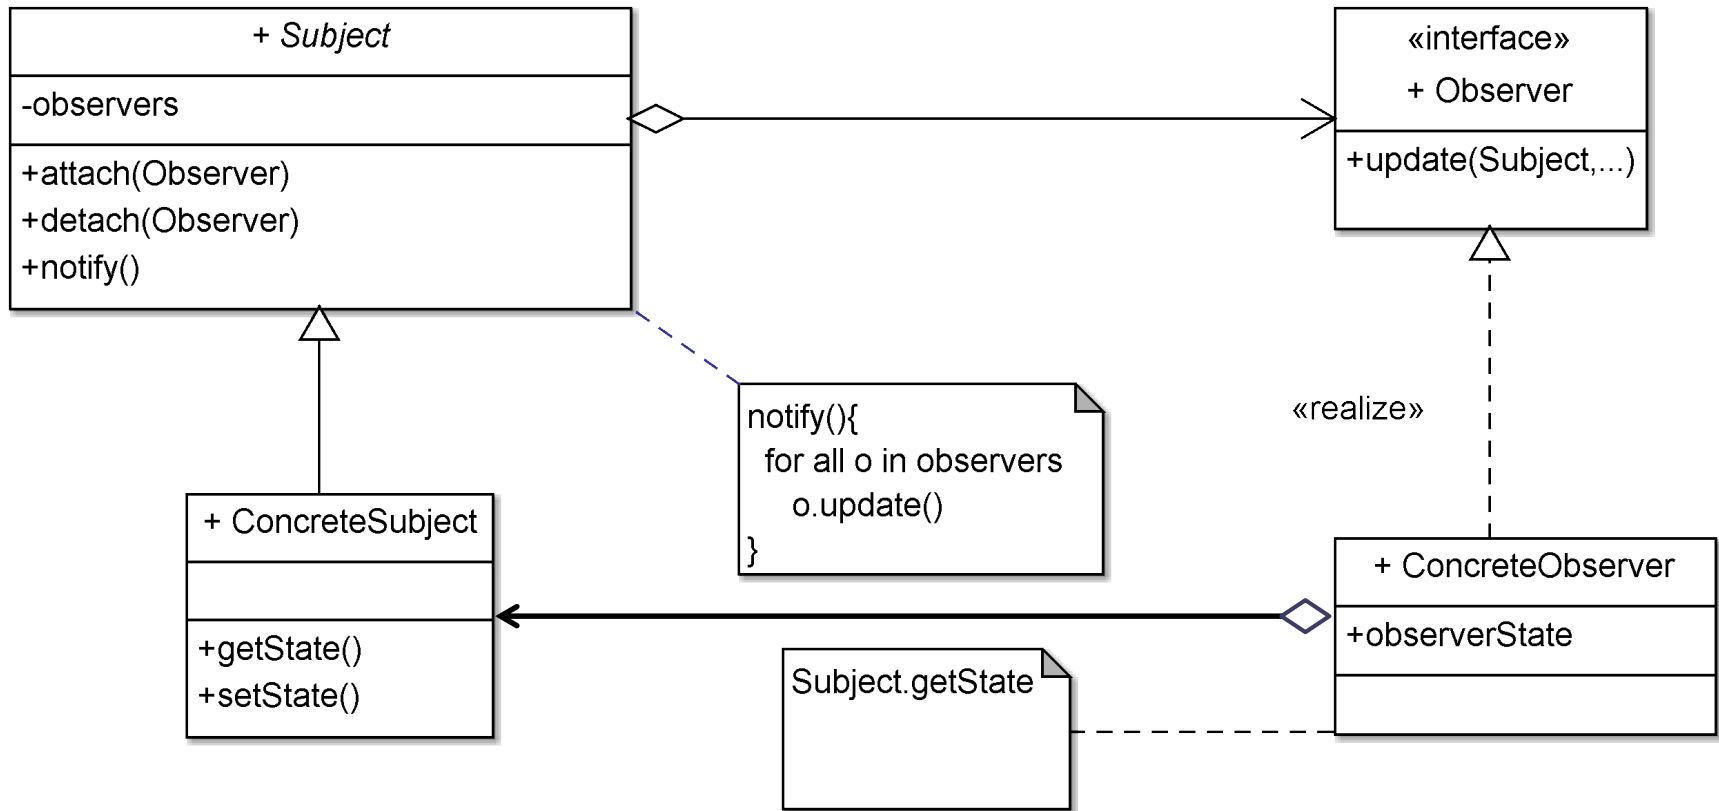 + Subject
-observers
+attach(Observer)
+detach(Observer)
+notify()
«interface»
+ Observer
+update(Subject,...)
notify(){
for all o in observers
o.update()
}
«realize»
+ ConcreteSubject
+getState()
+setState()
+ ConcreteObserver
+observerState
Subject.getState